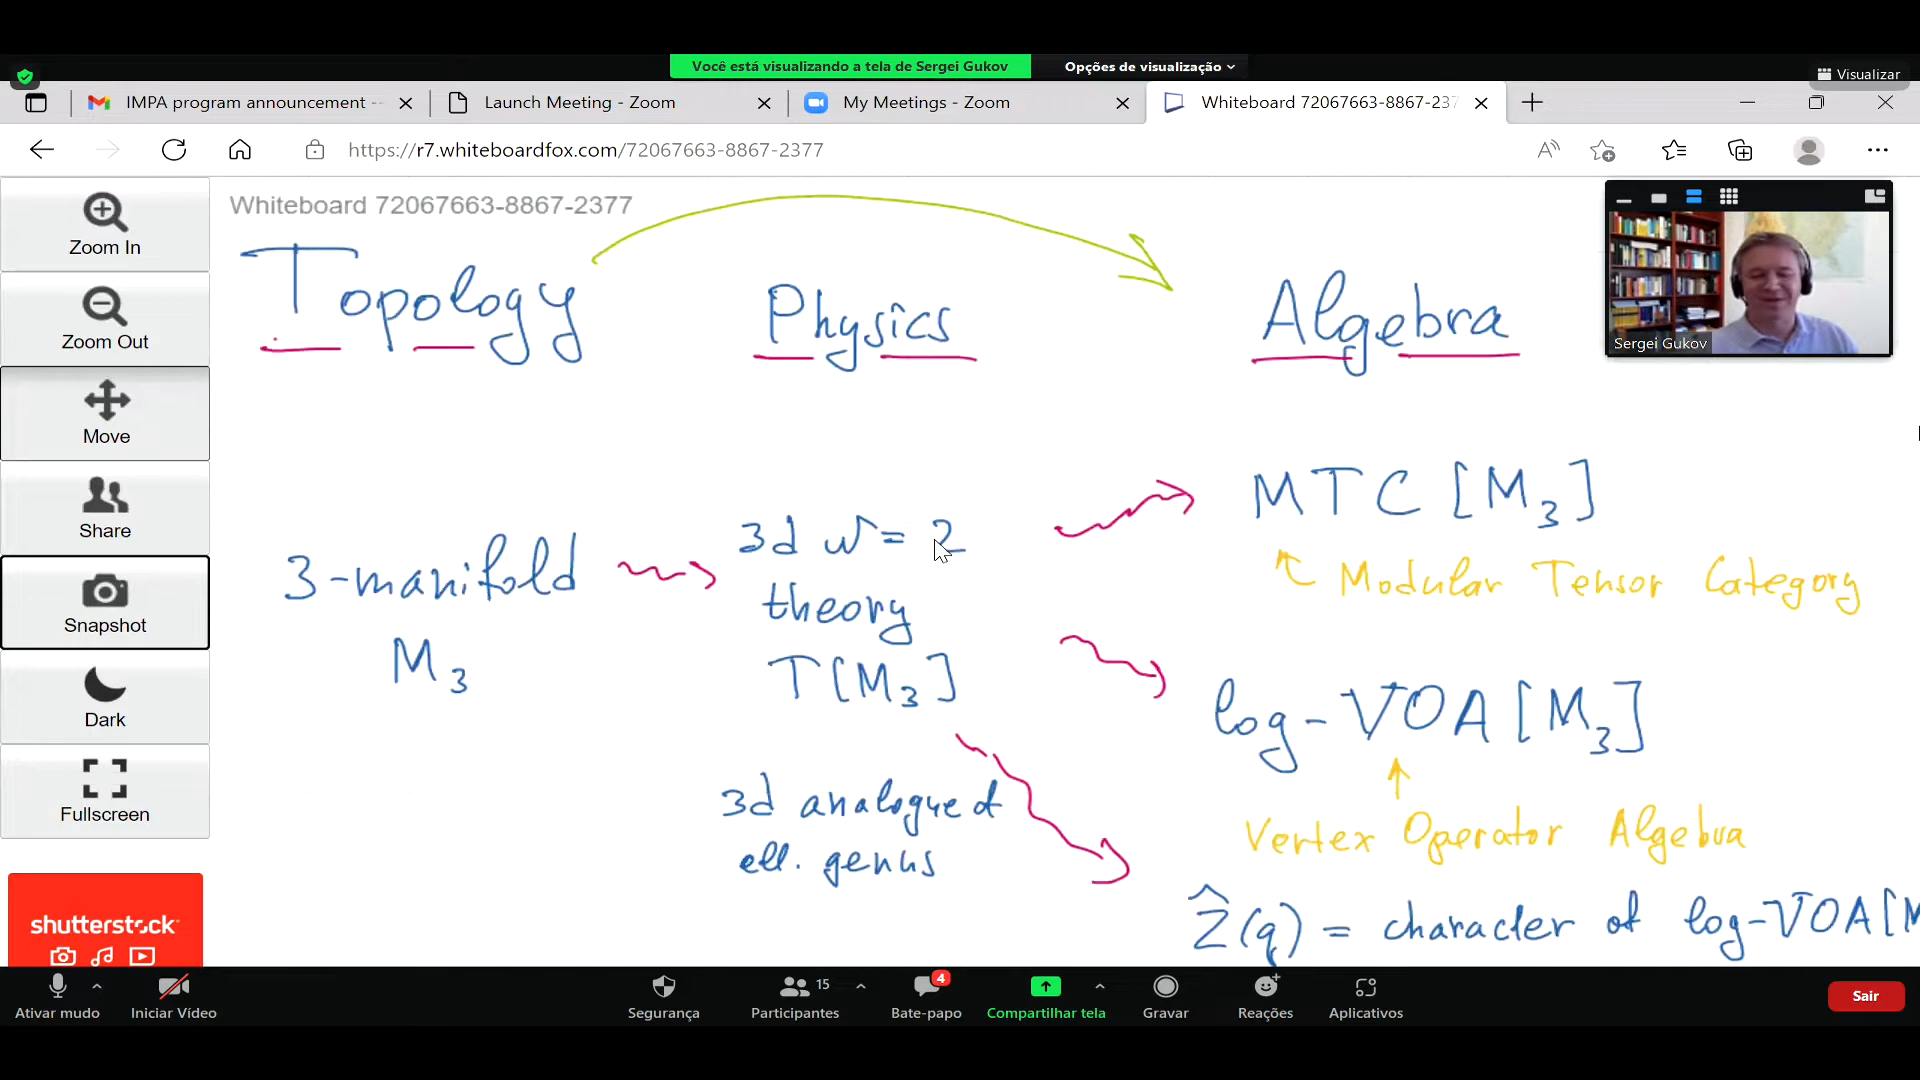 Você está visualizando a tela de Sergei Gukov
Opções de visualização
Visualizar
IMPA program announcement --
Launch Meeting - Zoom
My Meetings - Zoom
Whiteboard 72067663-8867-237
https://r7.whiteboardfox.com/72067663-8867-2377
Zoom In
Zoom Out
Move
Share
Snapshot
Dark
Fullscreen
shutterstock
Whiteboard 72067663-8867-2377
Topology
Physics
Algebra
Sergei Gukov
3-manifold
M₃
3d N = 2
theory
T[M₃]
3d analogue of
ell. genus
MTC [M₃]
Modular Tensor Category
log-VOA [M₃]
Vertex Operator Algebra
Ẑ(q) = character of log-VOA[M
Ativar mudo
Iniciar Vídeo
Segurança
15
Participantes
4
Bate-papo
Compartilhar tela
Gravar
Reações
Aplicativos
Sair